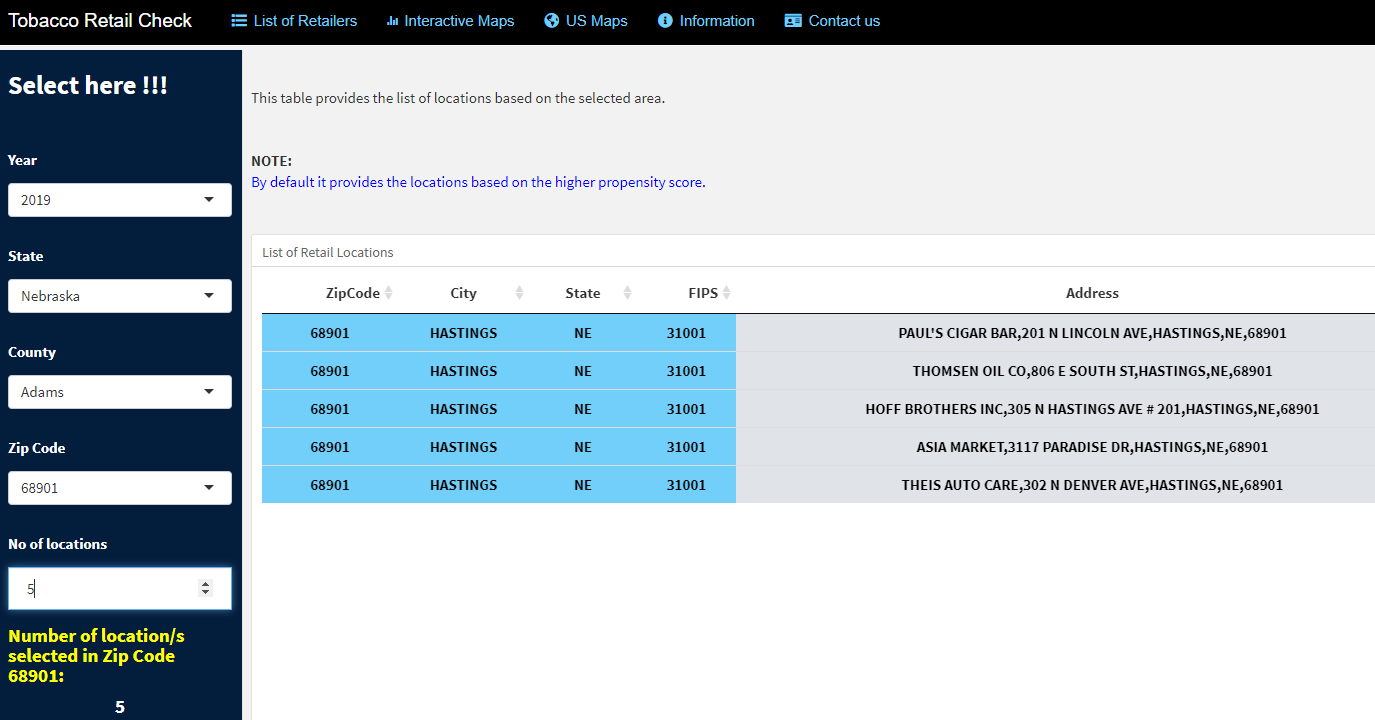 Tobacco Retail Check List of Retailers Interactive Maps US Maps Information Contact us
Select here !!!
Year
2019
State
Nebraska
County
Adams
Zip Code
68901
No of locations
5
Number of location/s
selected in Zip Code
68901:
5
This table provides the list of locations based on the selected area.
NOTE:
By default it provides the locations based on the higher propensity score.
List of Retail Locations
ZipCode City State FIPS Address
68901 HASTINGS NE 31001 PAUL'S CIGAR BAR,201 N LINCOLN AVE,HASTINGS,NE,68901
68901 HASTINGS NE 31001 THOMSEN OIL CO,806 E SOUTH ST,HASTINGS,NE,68901
68901 HASTINGS NE 31001 HOFF BROTHERS INC,305 N HASTINGS AVE # 201,HASTINGS,NE,68901
68901 HASTINGS NE 31001 ASIA MARKET,3117 PARADISE DR,HASTINGS,NE,68901
68901 HASTINGS NE 31001 THEIS AUTO CARE,302 N DENVER AVE,HASTINGS,NE,68901